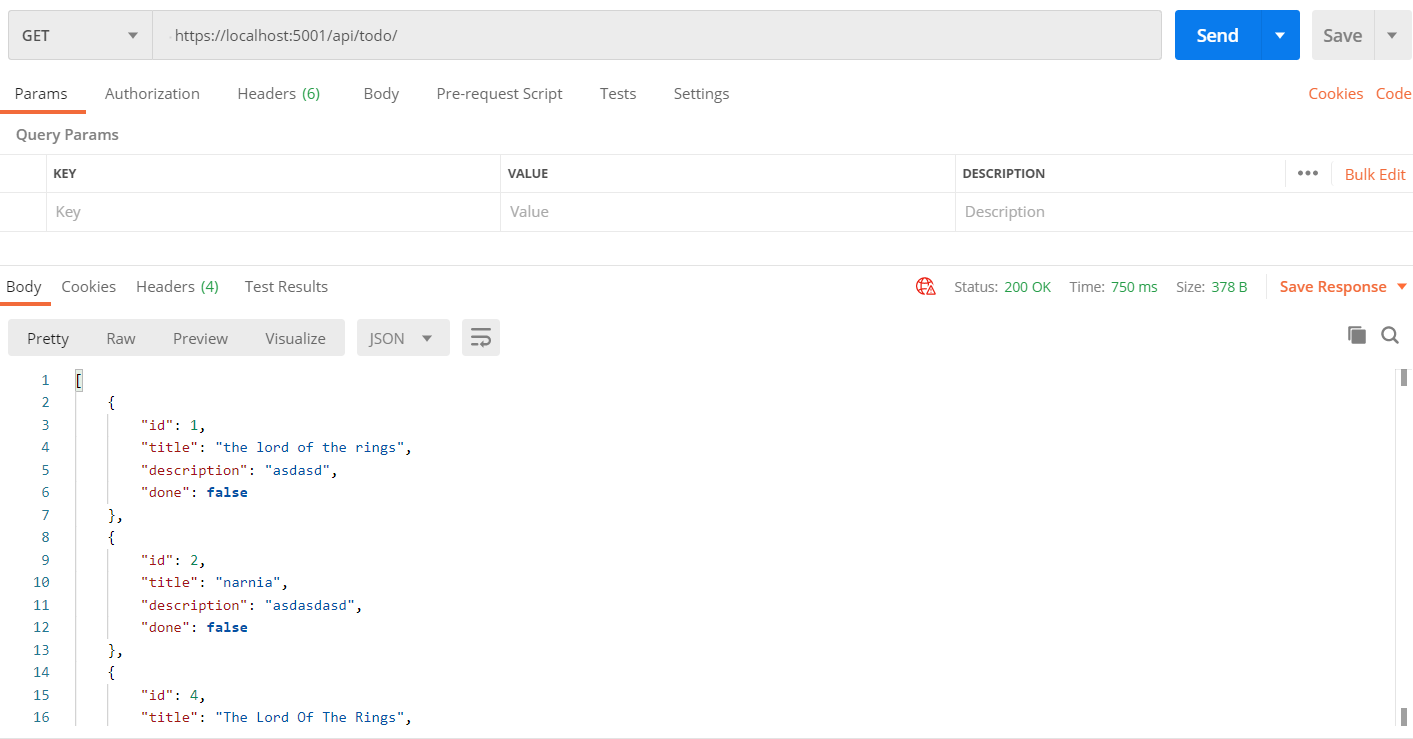 GET https://localhost:5001/api/todo/ Send Save
Params Authorization Headers (6) Body Pre-request Script Tests Settings Cookies Code
Query Params
KEY VALUE DESCRIPTION ••• Bulk Edit
Key Value Description
Body Cookies Headers (4) Test Results Status: 200 OK Time: 750 ms Size: 378 B Save Response
Pretty Raw Preview Visualize JSON
1 [
2 {
3 "id": 1,
4 "title": "the lord of the rings",
5 "description": "asdasd",
6 "done": false
7 },
8 {
9 "id": 2,
10 "title": "narnia",
11 "description": "asdasdasd",
12 "done": false
13 },
14 {
15 "id": 4,
16 "title": "The Lord Of The Rings",